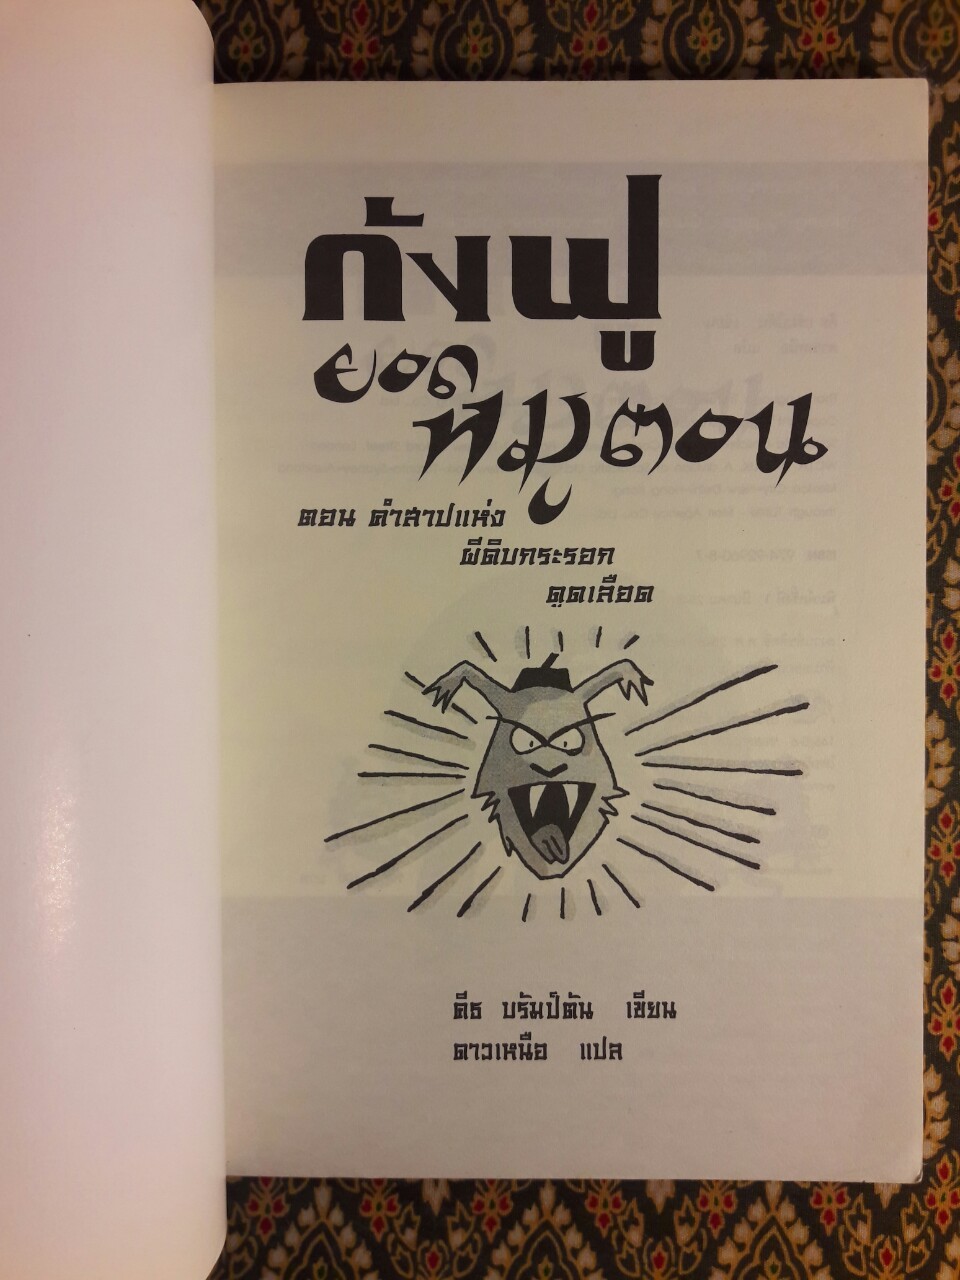 กังฟู
ยอด
หมูตอน
ตอน คำสาปแห่ง
ผีดิบกระรอก
ดูดเลือด
คีธ บรัมป์ตัน เขียน
ดาวเหนือ แปล